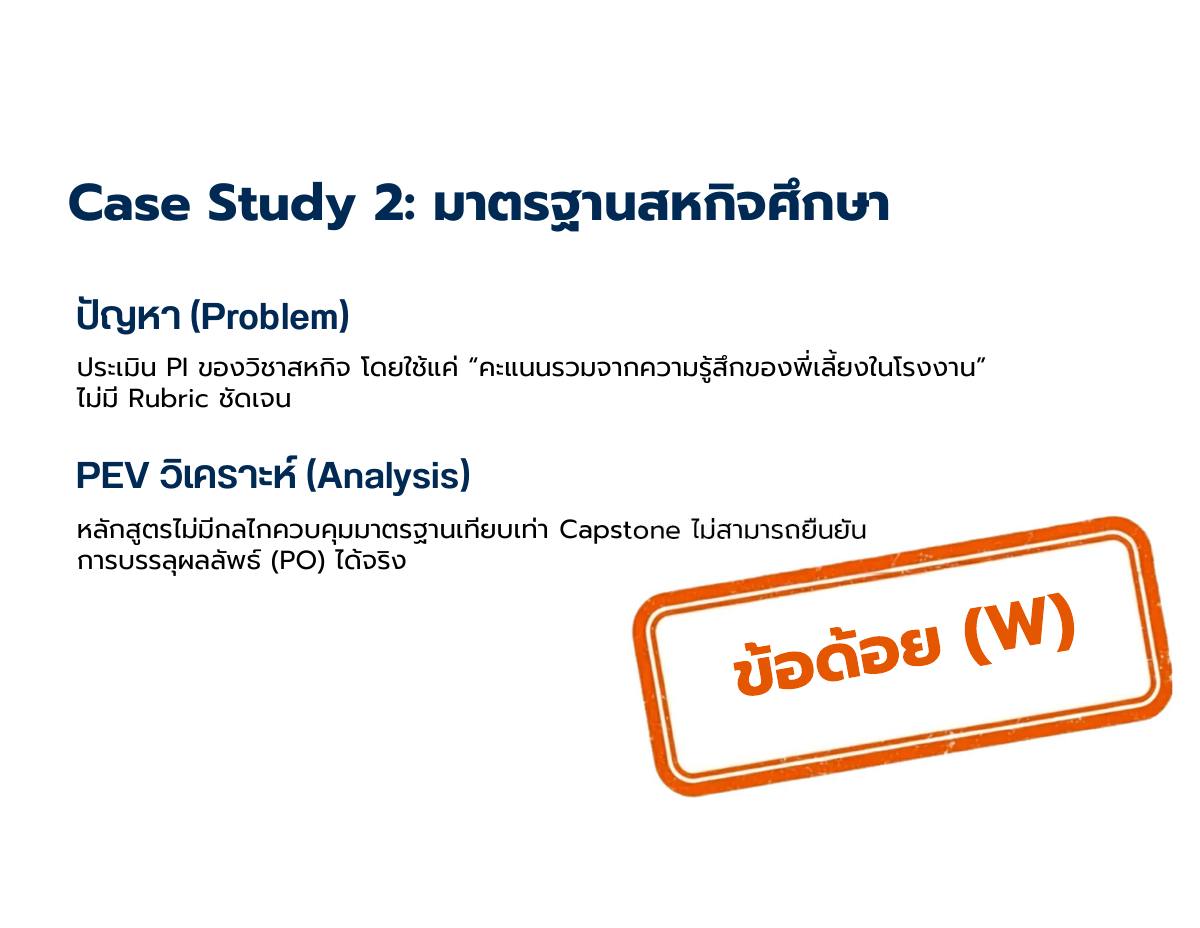 Case Study 2: มาตรฐานสหกิจศึกษา
ปัญหา (Problem)
ประเมิน PI ของวิชาสหกิจ โดยใช้แค่ “คะแนนรวมจากความรู้สึกของพี่เลี้ยงในโรงงาน”
ไม่มี Rubric ชัดเจน
PEV วิเคราะห์ (Analysis)
หลักสูตรไม่มีกลไกควบคุมมาตรฐานเทียบเท่า Capstone ไม่สามารถยืนยัน
การบรรลุผลลัพธ์ (PO) ได้จริง
ข้อด้อย (W)